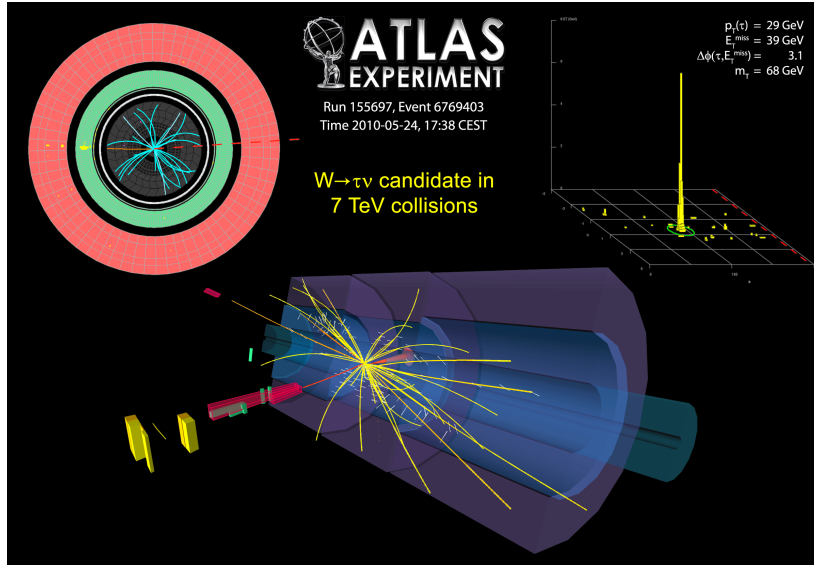 ATLAS
EXPERIMENT
Run 155697, Event 6769403
Time 2010-05-24, 17:38 CEST
W→τν candidate in
7 TeV collisions
p_T(τ) = 29 GeV
E_T^miss = 39 GeV
Δϕ(τ,E_T^miss) = 3.1
m_T = 68 GeV